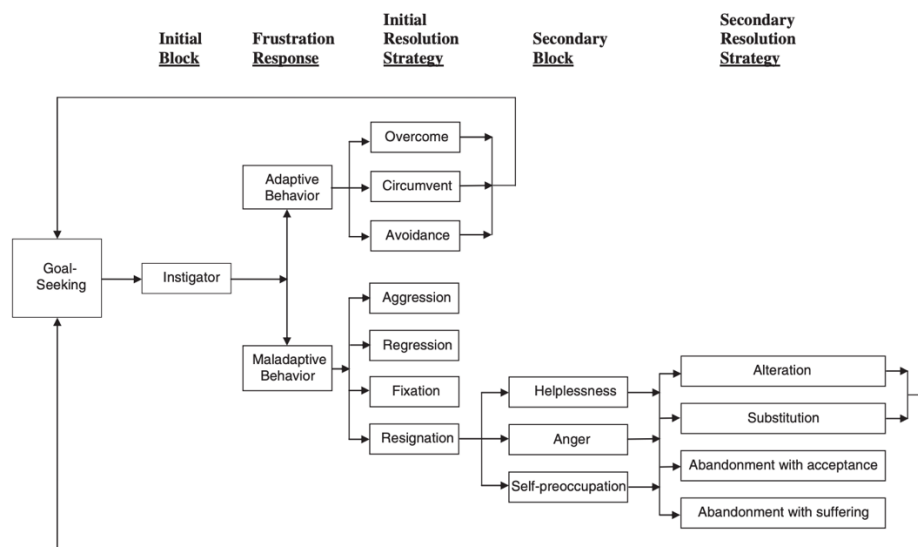 Initial
Block
Frustration
Response
Initial
Resolution
Strategy
Secondary
Block
Secondary
Resolution
Strategy
Overcome
Adaptive
Behavior
Circumvent
Avoidance
Goal-
Seeking
Instigator
Aggression
Maladaptive
Behavior
Regression
Fixation
Resignation
Helplessness
Anger
Self-preoccupation
Alteration
Substitution
Abandonment with acceptance
Abandonment with suffering